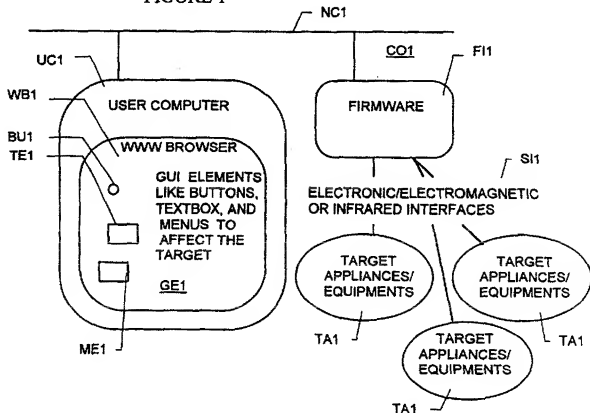 FIGURE
NC1
CO1
FI1
UC1
USER COMPUTER
FIRMWARE
WB1
WWW BROWSER
BU1
TE1
GUI ELEMENTS
LIKE BUTTONS,
TEXTBOX, AND
MENUS TO
AFFECT THE
TARGET
GE1
ME1
SI1
ELECTRONIC/ELECTROMAGNETIC
OR INFRARED INTERFACES
TARGET
APPLIANCES/
EQUIPMENTS
TA1
TARGET
APPLIANCES/
EQUIPMENTS
TA1
TARGET
APPLIANCES/
EQUIPMENTS
TA1